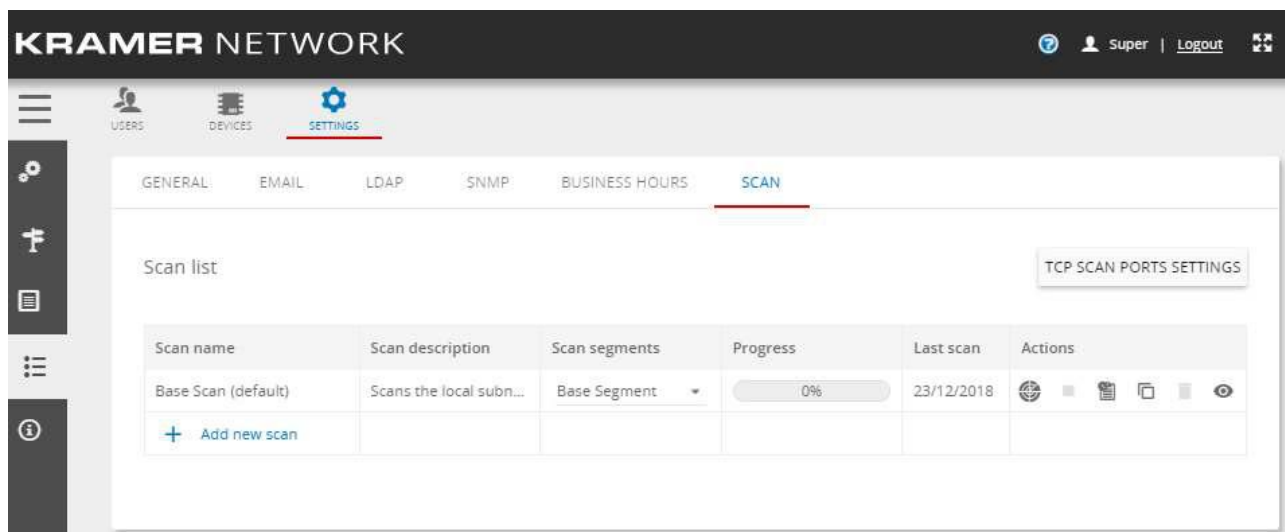 KRAMER NETWORK
? Super | Logout
USERS DEVICES SETTINGS
GENERAL EMAIL LDAP SNMP BUSINESS HOURS SCAN
Scan list TCP SCAN PORTS SETTINGS
Scan name Scan description Scan segments Progress Last scan Actions
Base Scan (default) Scans the local subn... Base Segment 0% 23/12/2018
+ Add new scan